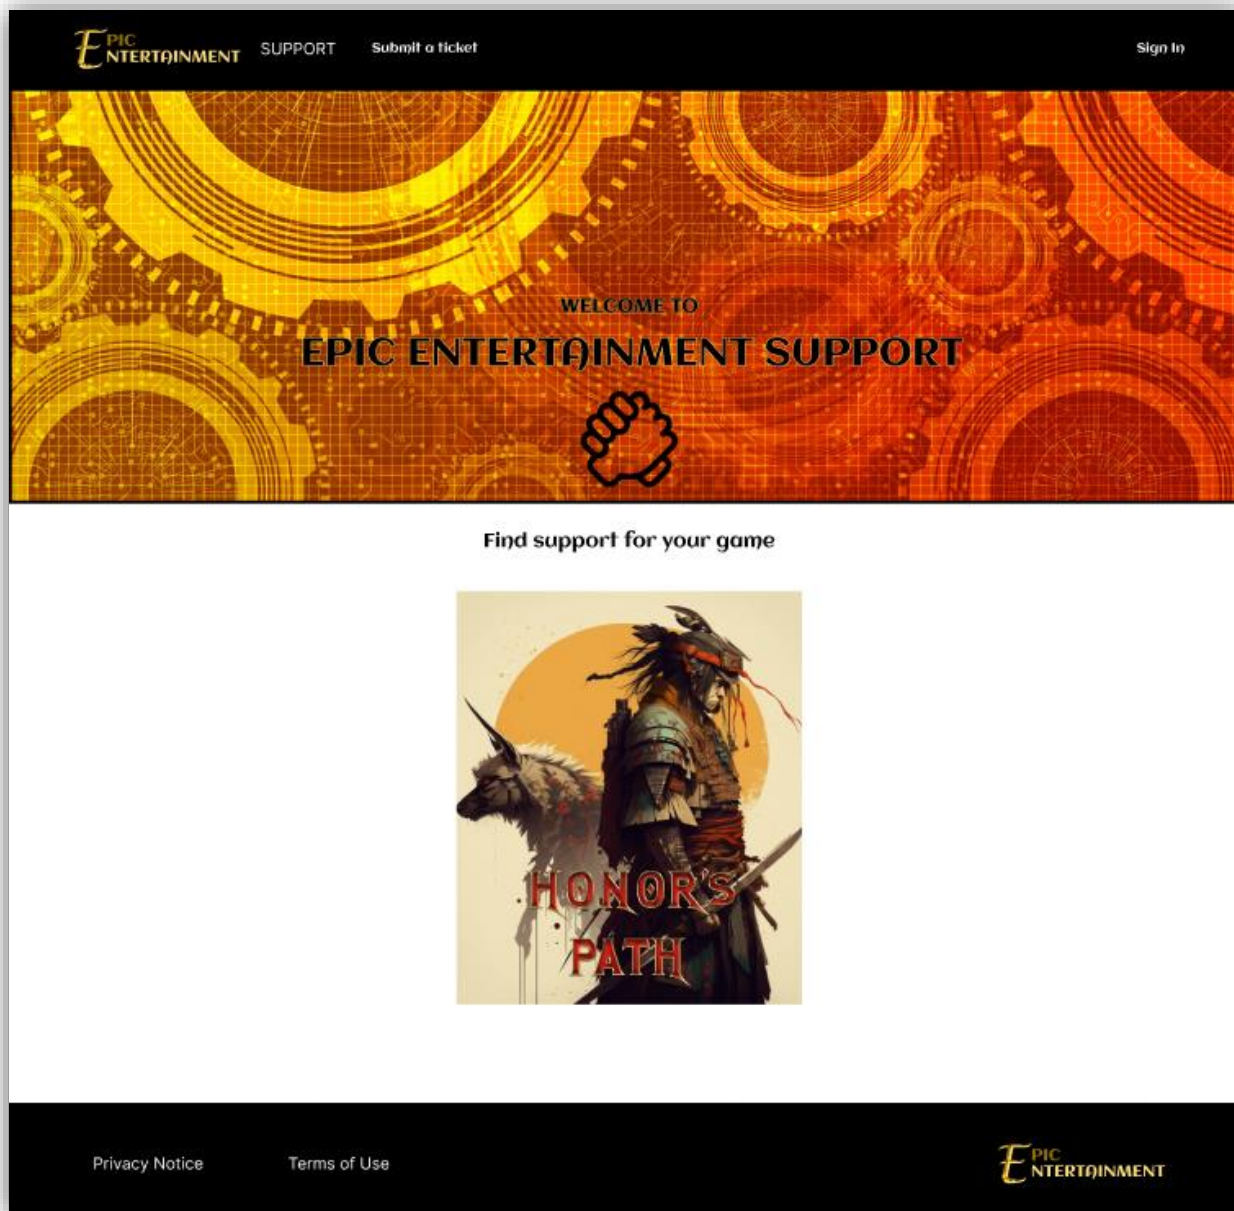 EPIC
ENTERTAINMENT
SUPPORT
Submit a ticket
Sign In
WELCOME TO
EPIC ENTERTAINMENT SUPPORT
Find support for your game
HONOR'S
PATH
Privacy Notice
Terms of Use
EPIC
ENTERTAINMENT